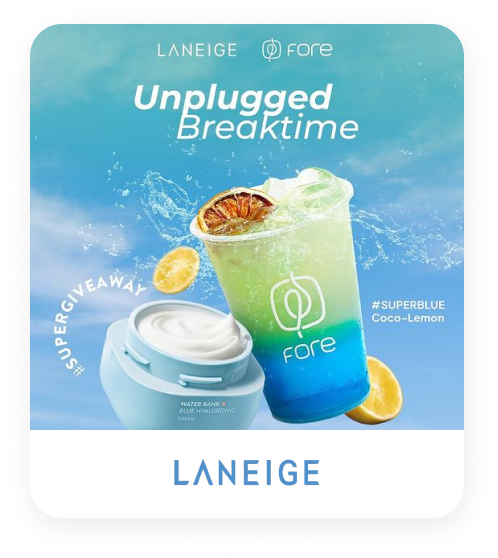 LANEIGE FORE
Unplugged
Breaktime
#SUPERGIVEAWAY
#SUPERBLUE
Coco-Lemon
FORE
WATER BANK
BLUE HYALURONIC
CREAM
LANEIGE